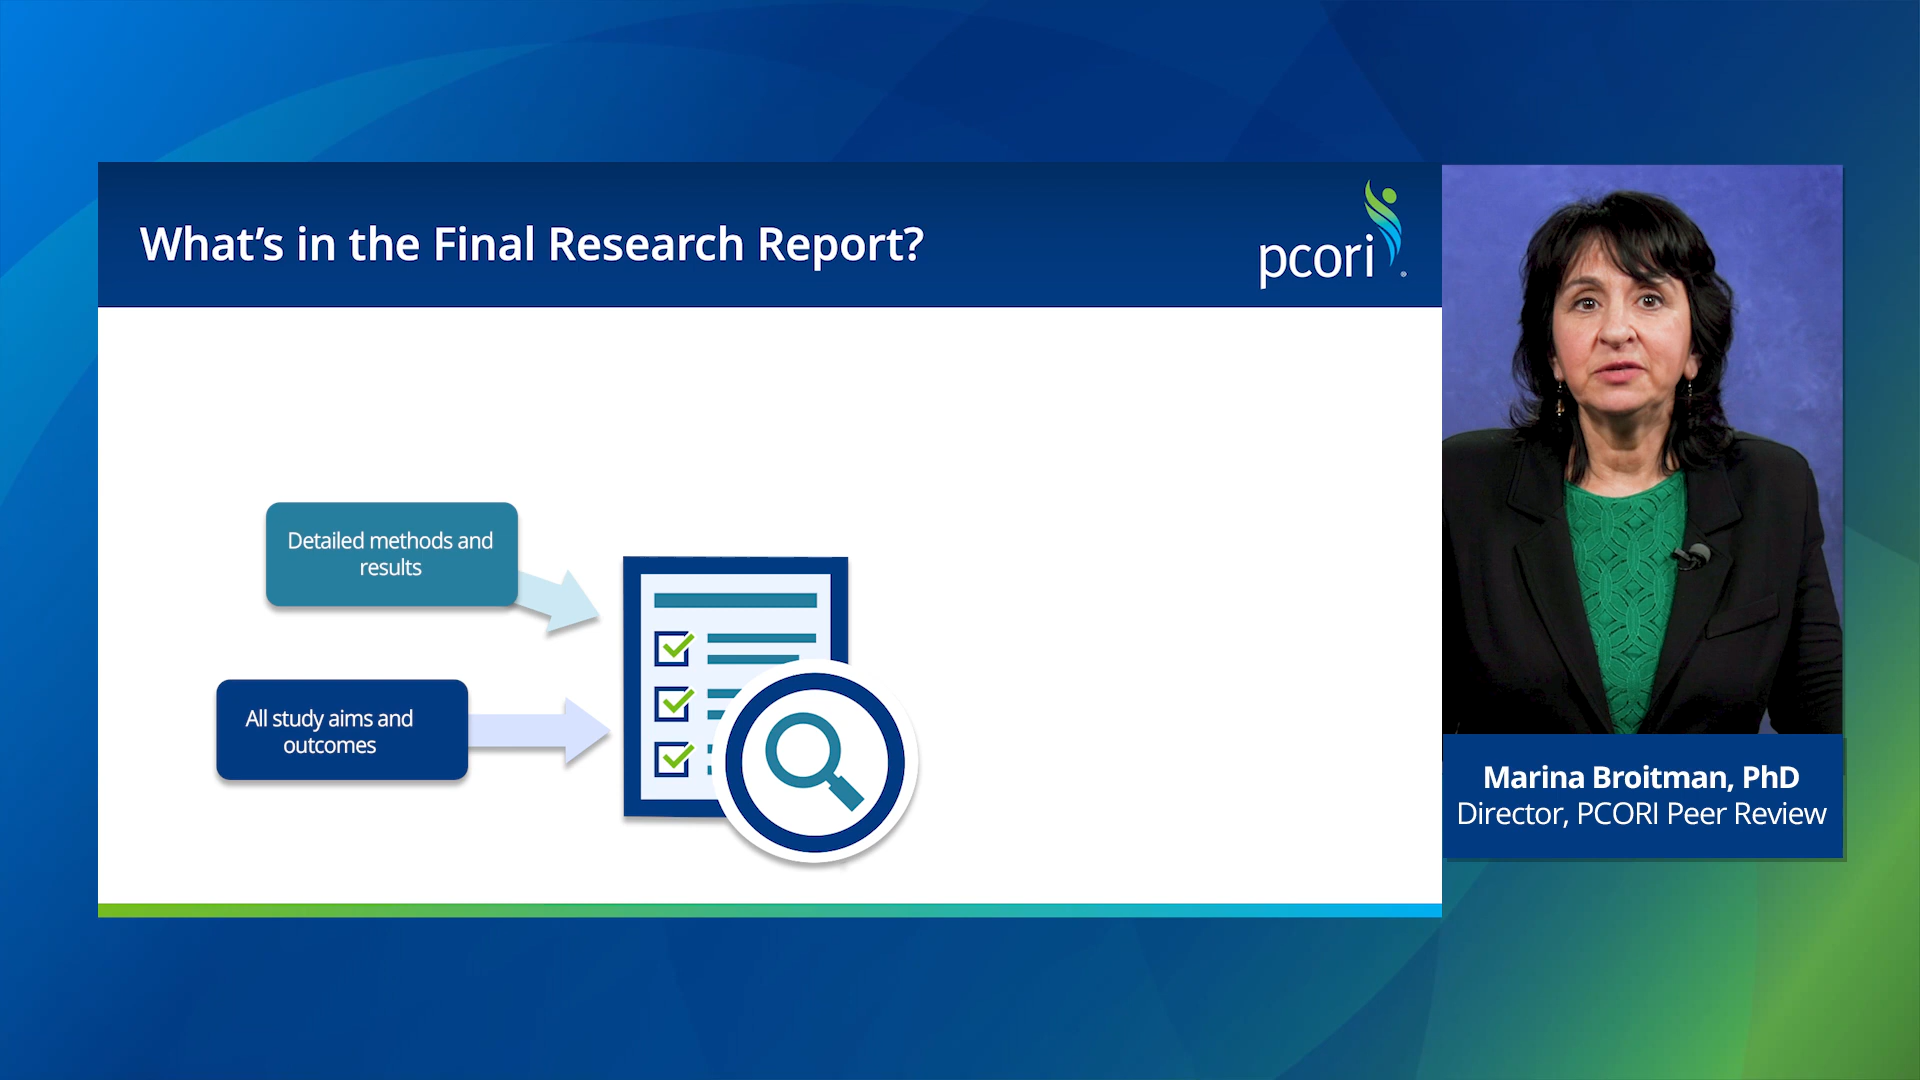 What's in the Final Research Report?
pcori
Detailed methods and
results
All study aims and
outcomes
Marina Broitman, PhD
Director, PCORI Peer Review